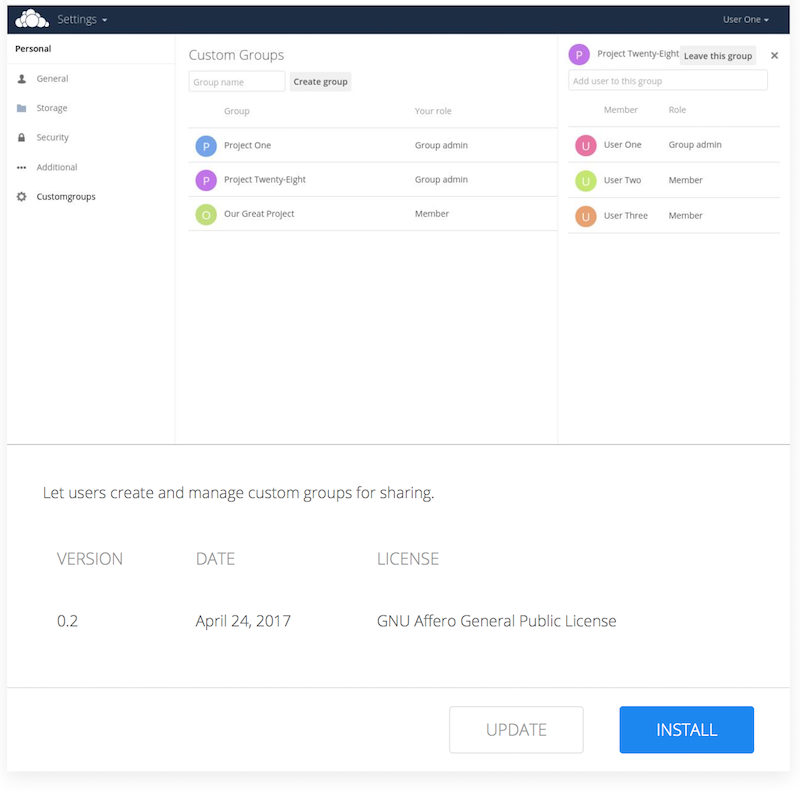 Settings
User One
Personal
General
Storage
Security
Additional
Customgroups
Custom Groups
Group name
Create group
Group
Your role
P
Project One
Group admin
P
Project Twenty-Eight
Group admin
O
Our Great Project
Member
P
Project Twenty-Eight
Leave this group
Add user to this group
Member
Role
U
User One
Group admin
U
User Two
Member
U
User Three
Member
Let users create and manage custom groups for sharing.
VERSION
DATE
LICENSE
0.2
April 24, 2017
GNU Affero General Public License
UPDATE
INSTALL